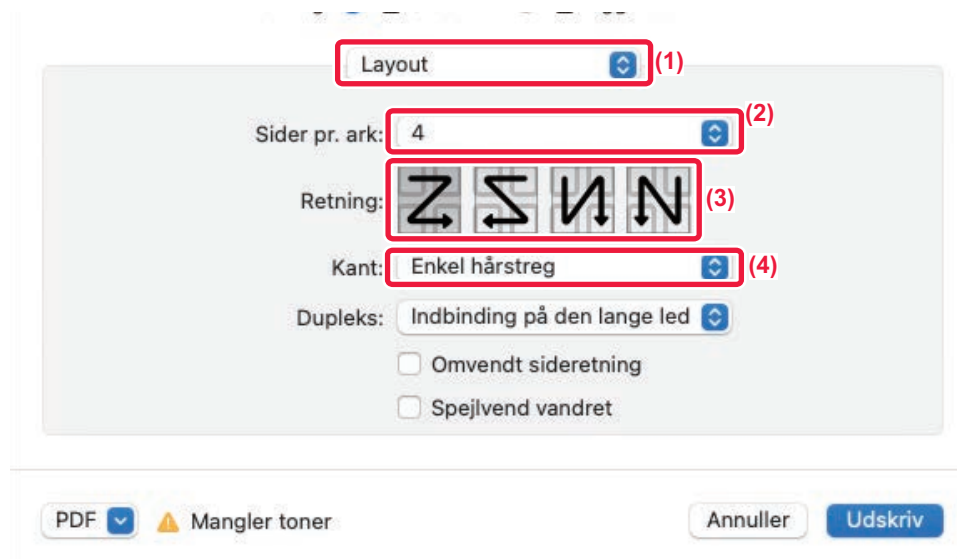 Layout (1)
Sider pr. ark: 4 (2)
Retning: (3)
Kant: Enkel hårstreg (4)
Dupleks: Indbinding på den lange led
Omvendt sideretning
Spejlvend vandret
PDF Mangler toner Annuller Udskriv